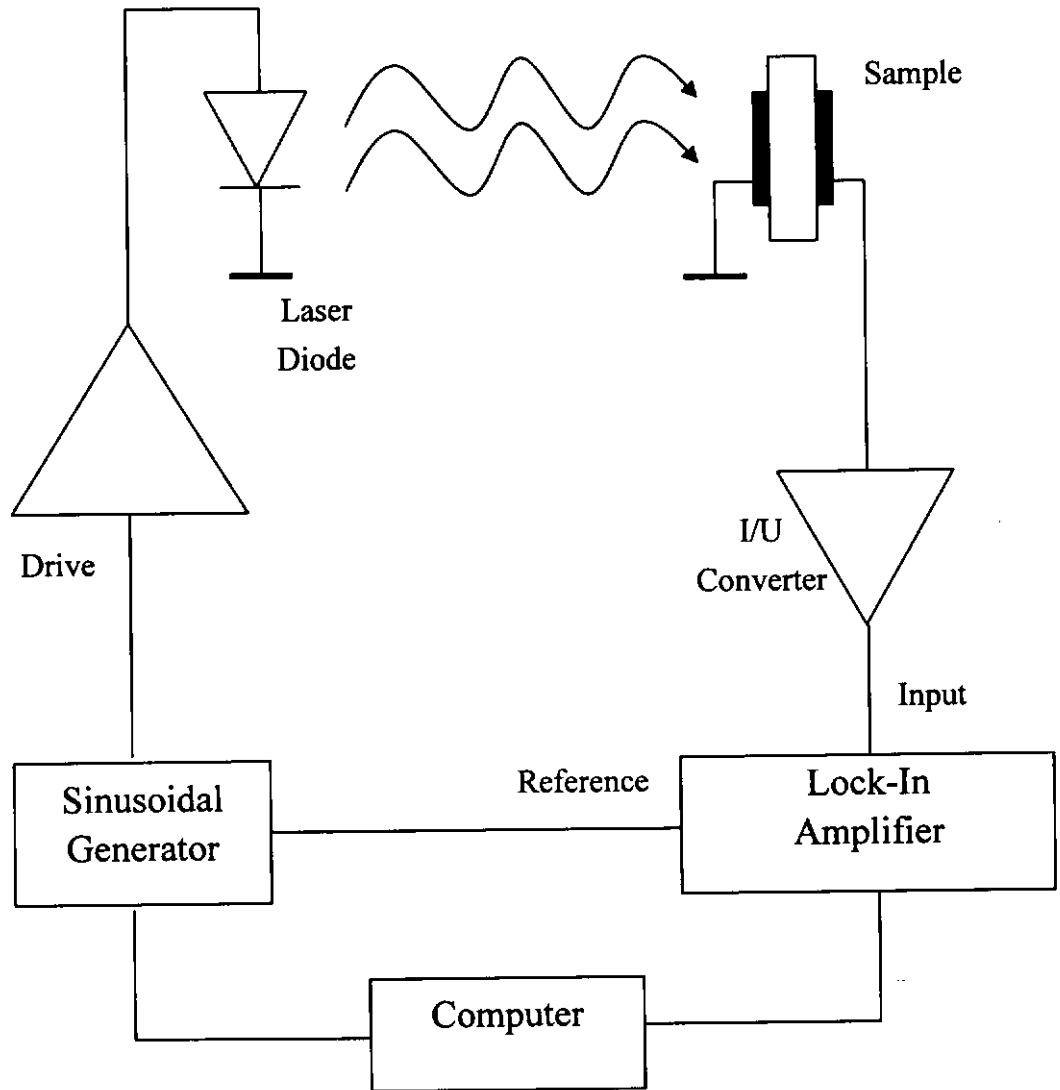 Sample
Laser
Diode
I/U
Converter
Drive
Input
Reference
Sinusoidal
Generator
Lock-In
Amplifier
Computer